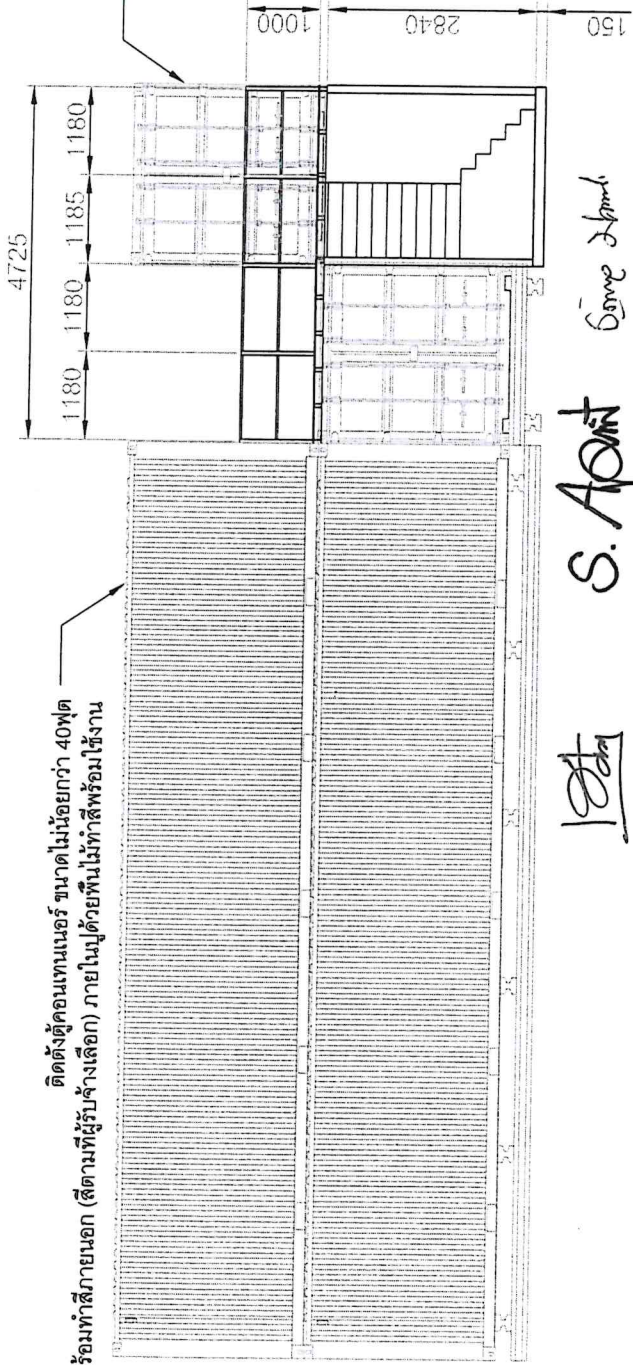 ติดตั้งตู้คอนเทนเนอร์ ขนาดไม่น้อยกว่า 40ฟุต
ร้อมทำสีภายนอก (สีตามที่ผู้รับจ้างเลือก) ภายในปูด้วยพื้นไม้ทำสีพร้อมใช้งาน
4725
1180
1180
1185
1180
1000
2840
150
S.